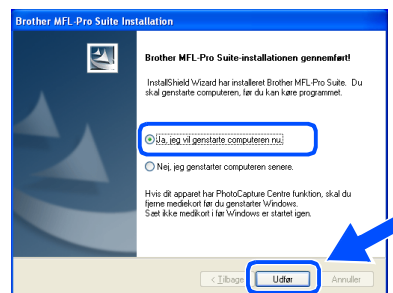 Brother MFL-Pro Suite Installation
Brother MFL-Pro Suite-installationen gennemført!
InstallShield Wizard har installeret Brother MFL-Pro Suite. Du
skal genstarte computeren, før du kan køre programmet.
Ja, jeg vil genstarte computeren nu.
Nej, jeg genstarter computeren senere.
Hvis dit apparat har PhotoCapture Centre funktion, skal du
fjerne mediekort før du genstarter Windows.
Sæt ikke medikort i før Windows er startet igen.
< Tilbage
Udfør
Annuller